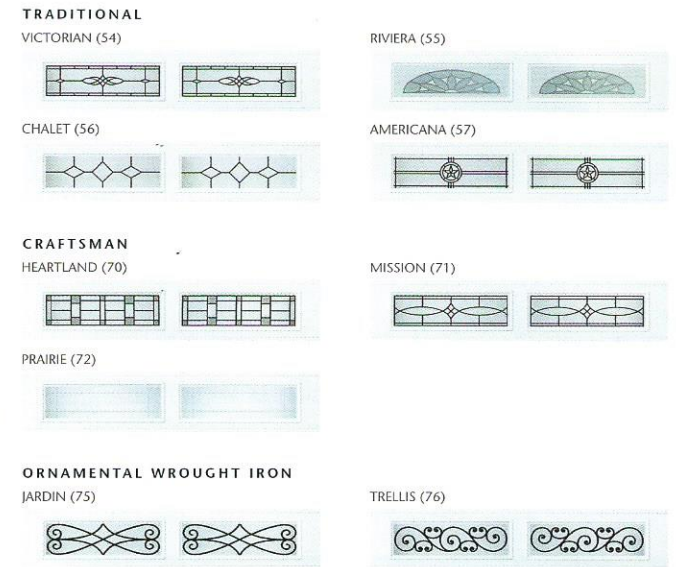 TRADITIONAL
VICTORIAN (54)
RIVIERA (55)
CHALET (56)
AMERICANA (57)
CRAFTSMAN
HEARTLAND (70)
MISSION (71)
PRAIRIE (72)
ORNAMENTAL WROUGHT IRON
JARDIN (75)
TRELLIS (76)